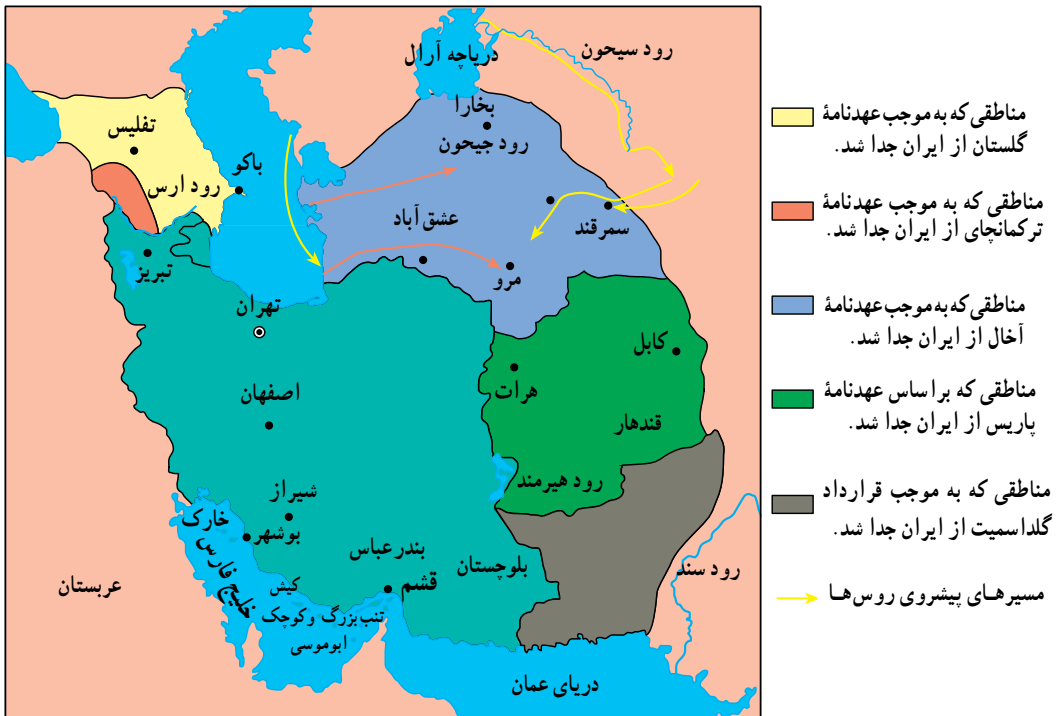 دریاچه آرال
رود سیحون
بخارا
رود جیحون
تفلیس
باکو
رود ارس
عشق آباد
سمرقند
مرو
تبریز
تهران
کابل
هرات
اصفهان
قندهار
رود هیرمند
شیراز
خارک
بوشهر
خلیج فارس
بندرعباس
بلوچستان
قشم
کیش
تنب بزرگ وکوچک
ابوموسی
عربستان
رود سند
دریای عمان
مناطقی که به موجب عهدنامهٔ
گلستان از ایران جدا شد.
مناطقی که به موجب عهدنامهٔ
ترکمانچای از ایران جدا شد.
مناطقی که به موجب عهدنامهٔ
آخال از ایران جدا شد.
مناطقی که براساس عهدنامهٔ
پاریس از ایران جدا شد.
مناطقی که به موجب قرارداد
گلداسمیت از ایران جدا شد.
مسیرهای پیشروی روس‌ها